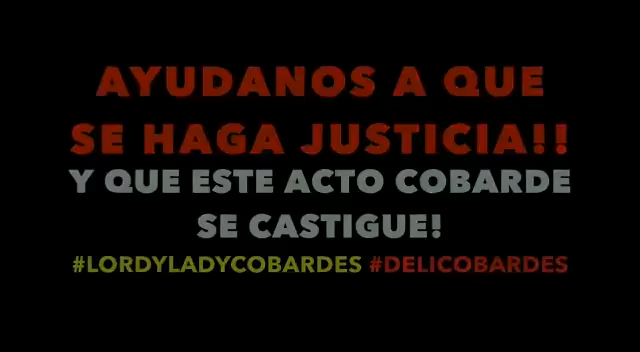 AYUDANOS A QUE
SE HAGA JUSTICIA!!
Y QUE ESTE ACTO COBARDE
SE CASTIGUE!
#LORDYLADYCOBARDES #DELICOBARDES